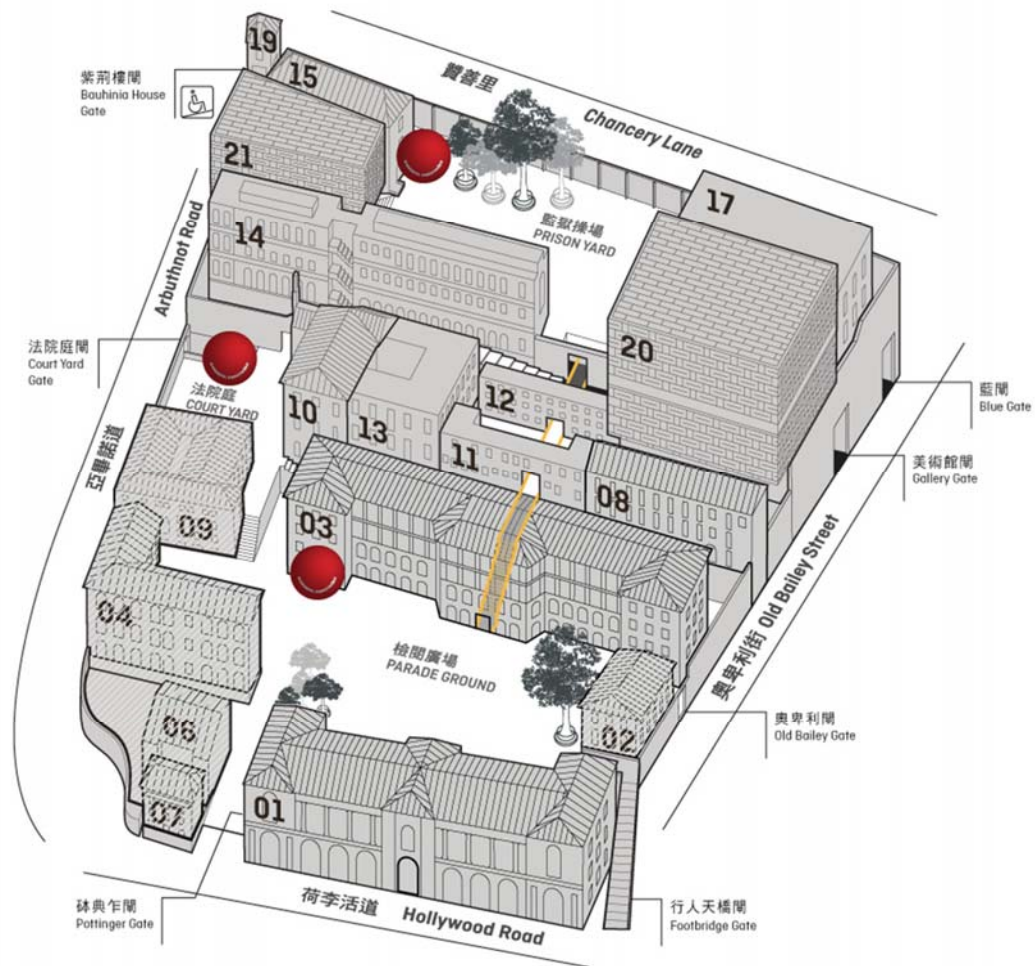 19
15
紫荊樓閘
Bauhinia House
Gate
贊善里
Chancery Lane
21
17
監獄操場
PRISON YARD
14
Arbuthnot Road
亞畢諾道
20
法院庭閘
Court Yard
Gate
法院庭
COURT YARD
10
13
12
11
08
藍閘
Blue Gate
美術館閘
Gallery Gate
09
03
04
檢閱廣場
PARADE GROUND
奧卑利街 Old Bailey Street
06
02
奧卑利閘
Old Bailey Gate
07
01
砵典乍閘
Pottinger Gate
荷李活道 Hollywood Road
行人天橋閘
Footbridge Gate